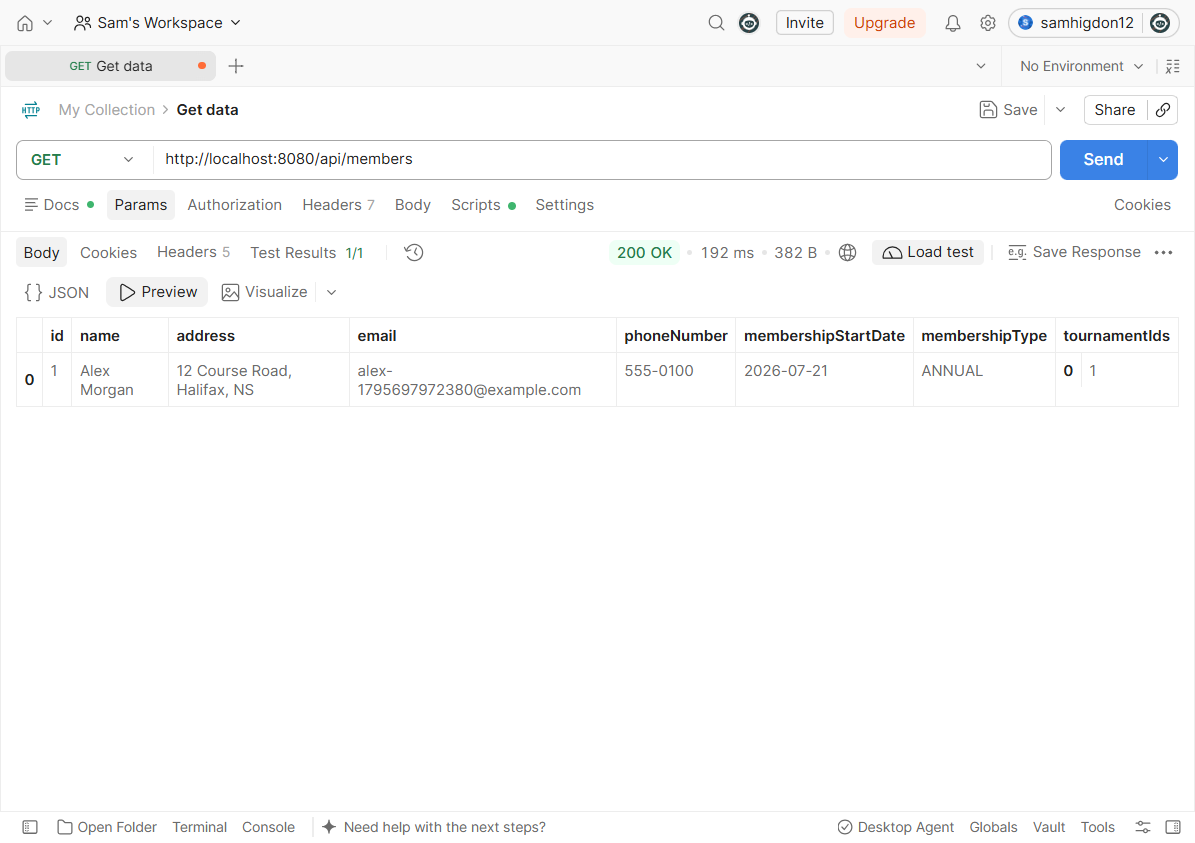 Sam's Workspace Invite Upgrade S samhigdon12
GET Get data No Environment
HTTP My Collection > Get data Save Share
GET http://localhost:8080/api/members Send
Docs Params Authorization Headers 7 Body Scripts Settings Cookies
Body Cookies Headers 5 Test Results 1/1 200 OK 192 ms 382 B Load test e.g. Save Response
{} JSON Preview Visualize
id name address email phoneNumber membershipStartDate membershipType tournamentIds
0 1 Alex Morgan 12 Course Road, Halifax, NS alex-1795697972380@example.com 555-0100 2026-07-21 ANNUAL 0 1
Open Folder Terminal Console Need help with the next steps? Desktop Agent Globals Vault Tools